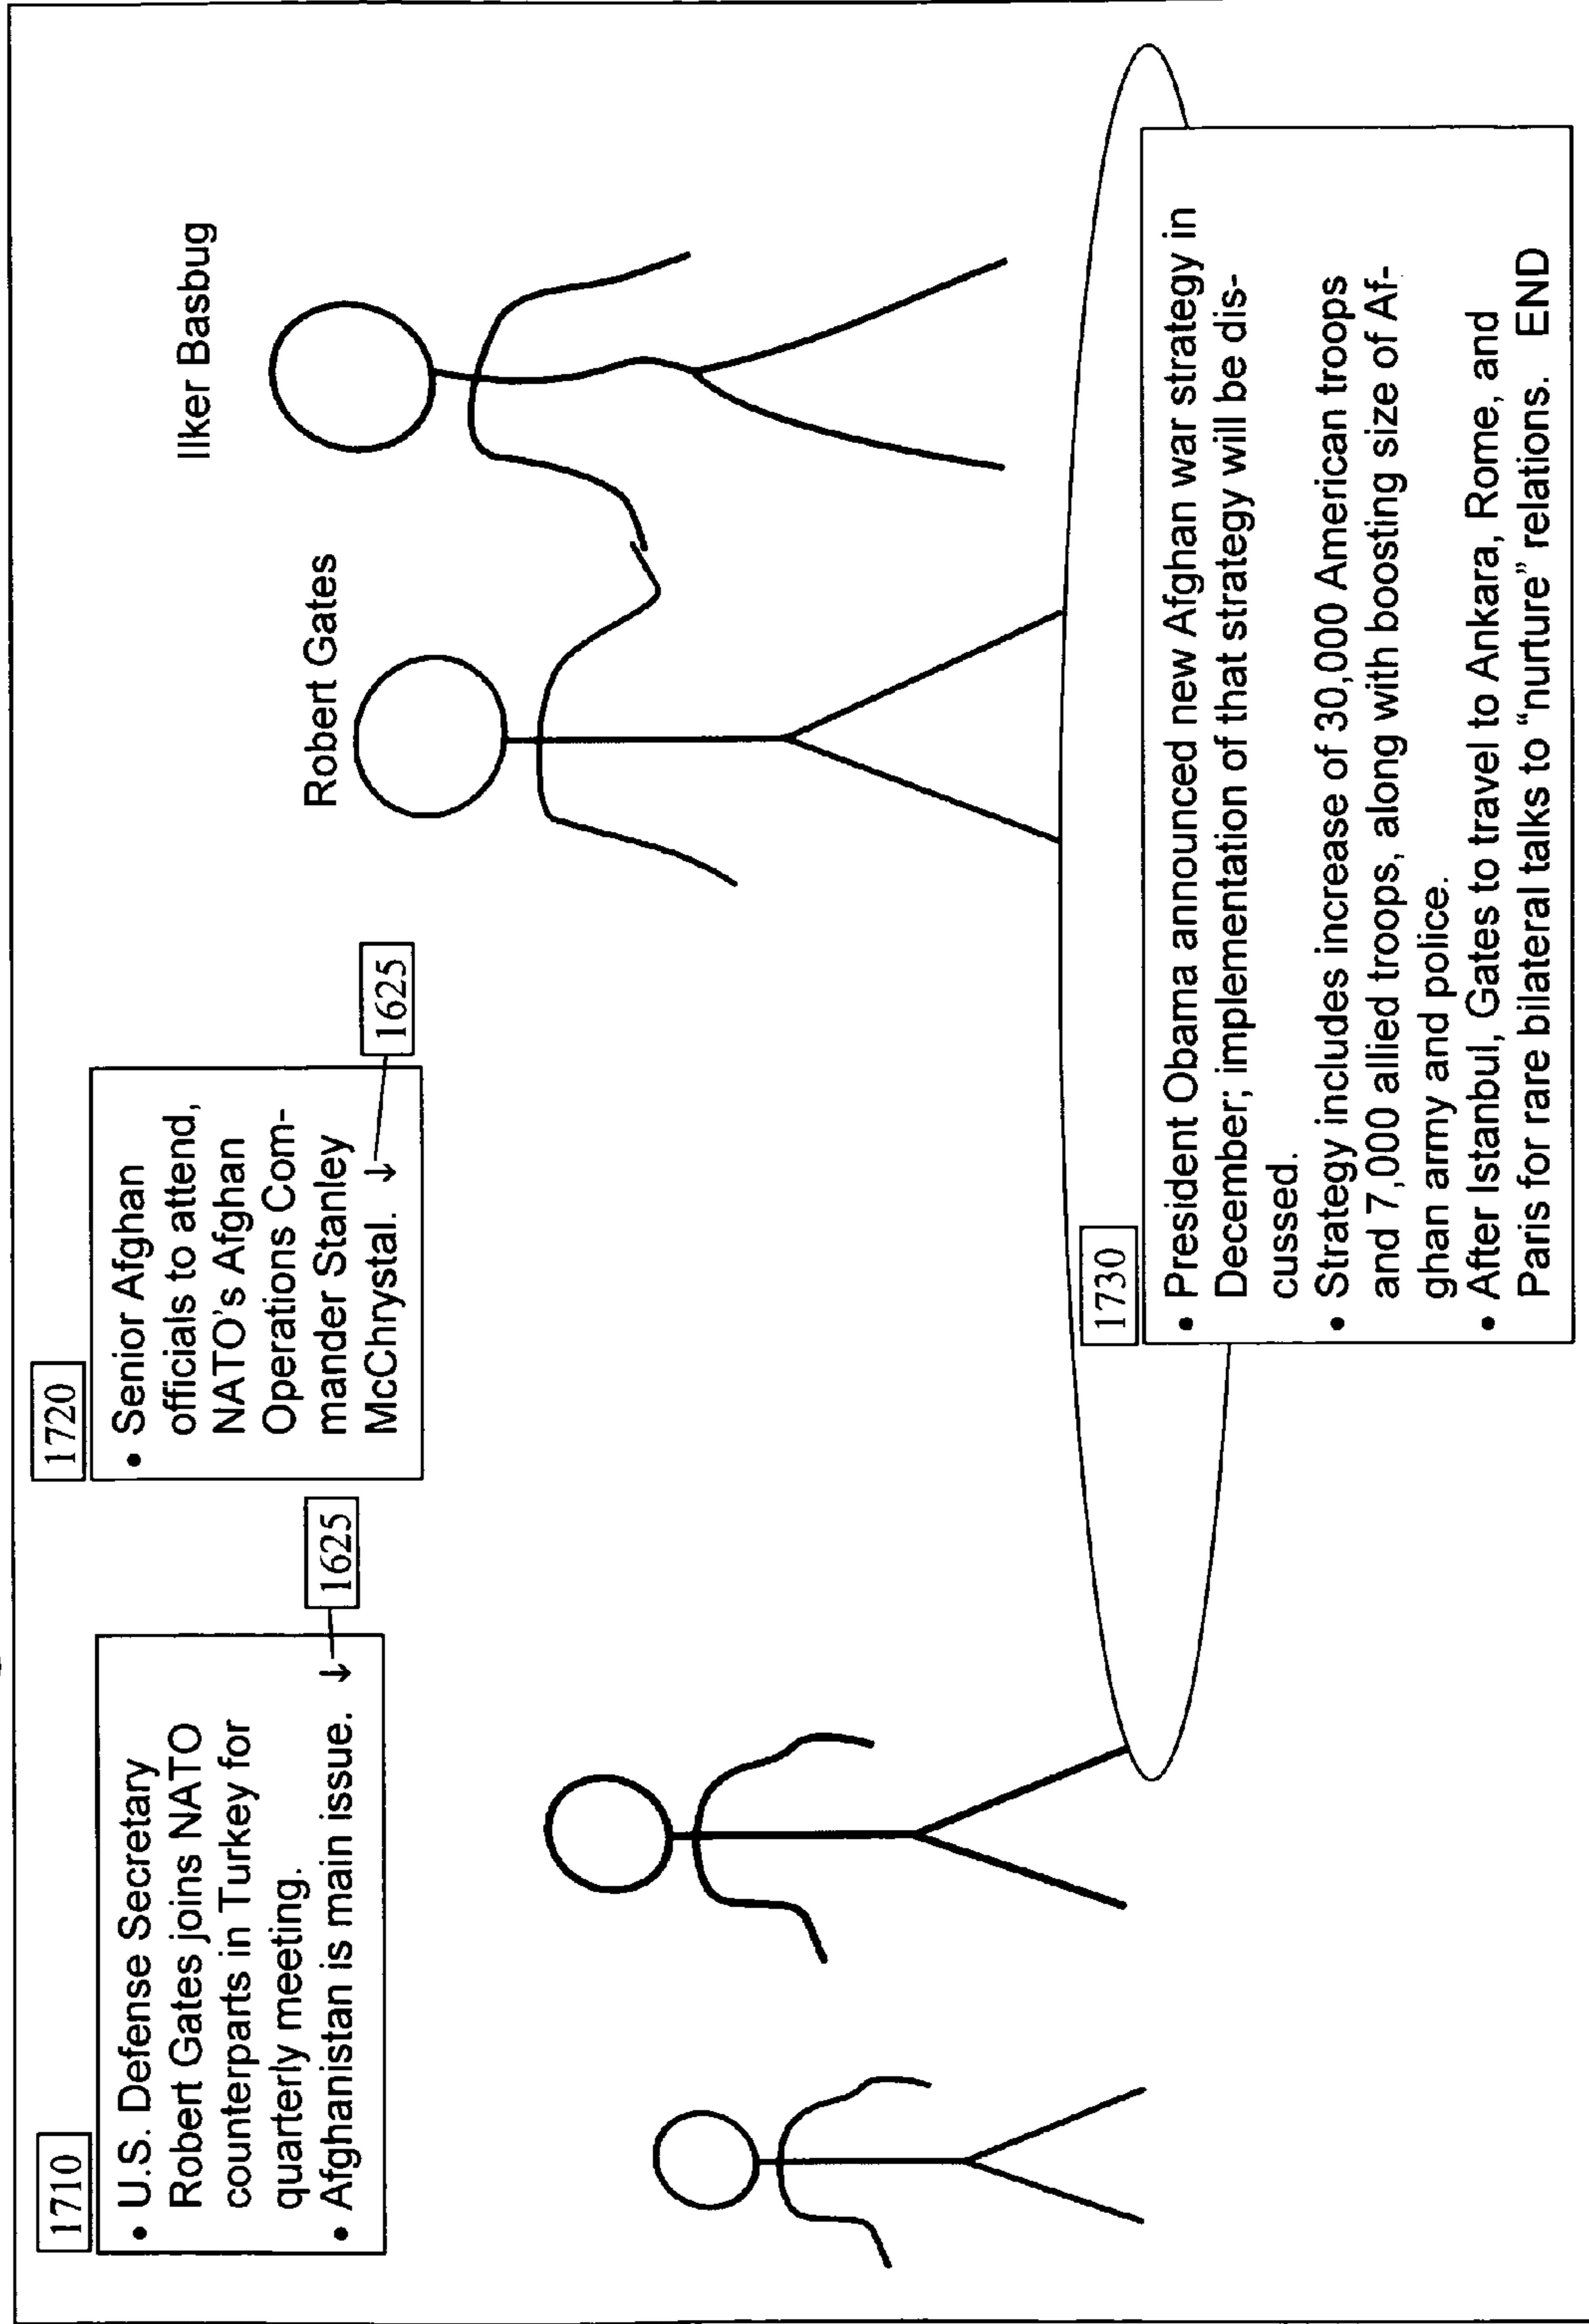 1710
• U.S. Defense Secretary
Robert Gates joins NATO
counterparts in Turkey for
quarterly meeting.
• Afghanistan is main issue. ↓
1625
1720
• Senior Afghan
officials to attend,
NATO's Afghan
Operations Com-
mander Stanley
McChrystal. ↓
1625
Robert Gates
Ilker Basbug
1730
• President Obama announced new Afghan war strategy in
December; implementation of that strategy will be dis-
cussed.
• Strategy includes increase of 30,000 American troops
and 7,000 allied troops, along with boosting size of Af-
ghan army and police.
• After Istanbul, Gates to travel to Ankara, Rome, and
Paris for rare bilateral talks to “nurture” relations. END